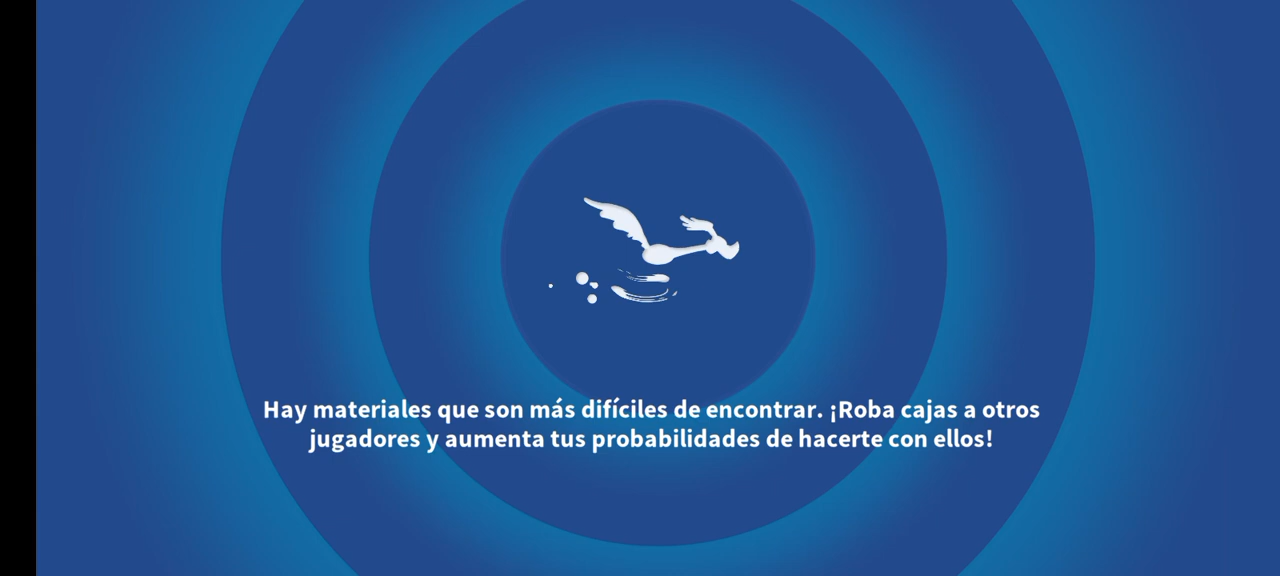 Hay materiales que son más difíciles de encontrar. ¡Roba cajas a otros
jugadores y aumenta tus probabilidades de hacerte con ellos!